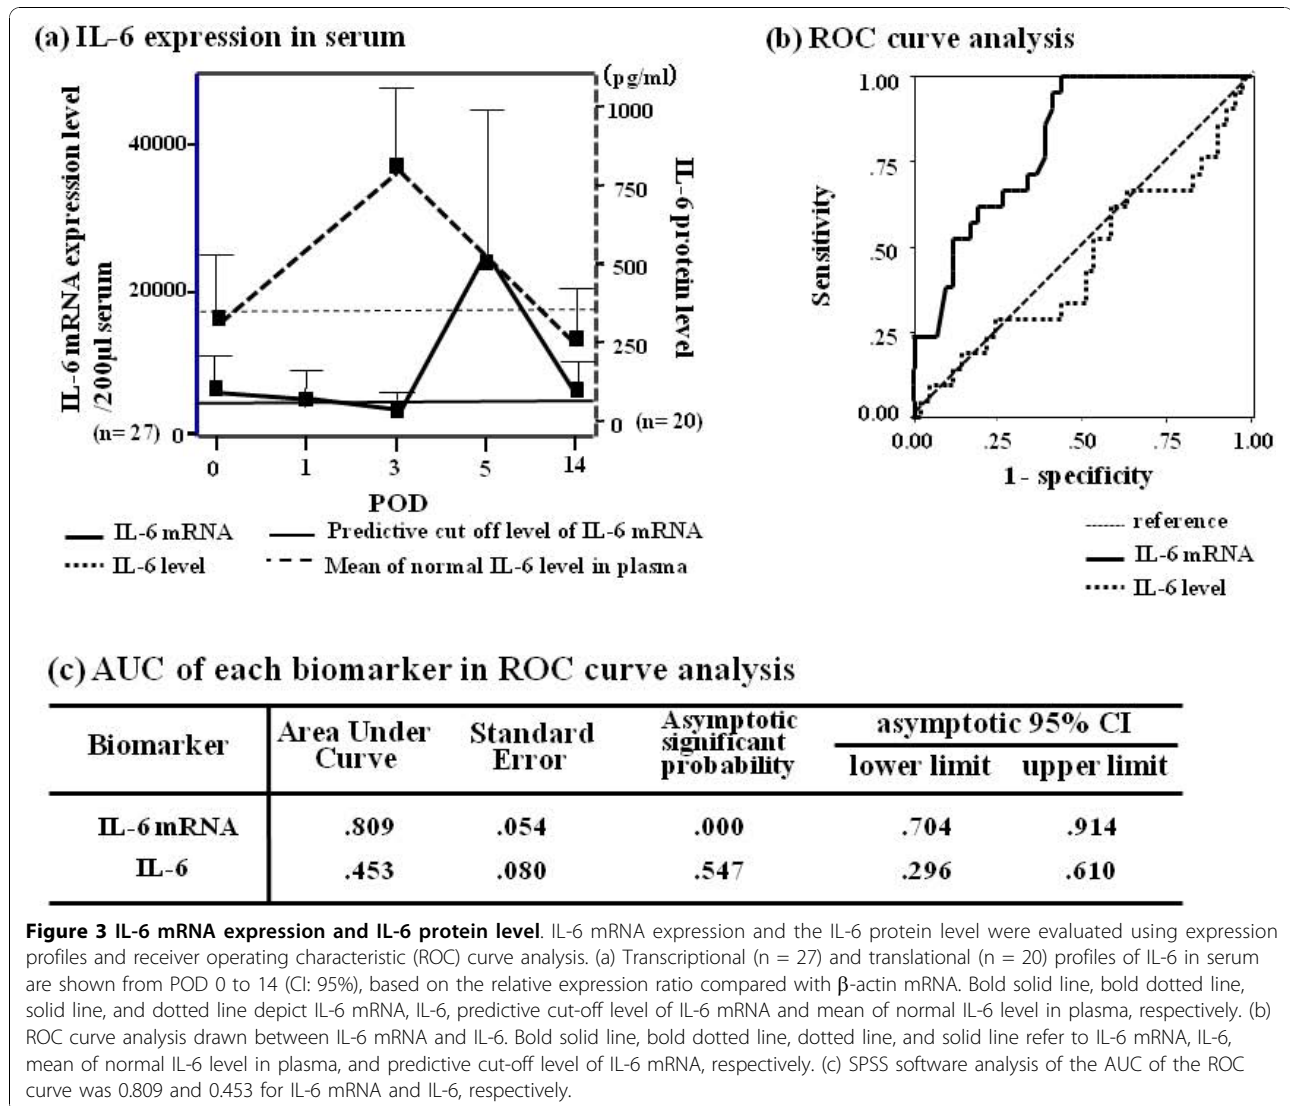 (a) IL-6 expression in serum
(pg/ml)
IL-6 mRNA expression level
/200µl serum
(n= 27)
40000
20000
0
1000
750
500
250
0
(n= 20)
IL-6 protein level
0 1 3 5 14
POD
IL-6 mRNA
Predictive cut off level of IL-6 mRNA
IL-6 level
Mean of normal IL-6 level in plasma
(b) ROC curve analysis
Sensitivity
1.00
.75
.50
.25
0.00
0.00 .25 .50 .75 1.00
1 - specificity
reference
IL-6 mRNA
IL-6 level
(c) AUC of each biomarker in ROC curve analysis
Biomarker
Area Under
Curve
Standard
Error
Asymptotic
significant
probability
asymptotic 95% CI
lower limit upper limit
IL-6 mRNA .809 .054 .000 .704 .914
IL-6 .453 .080 .547 .296 .610
Figure 3 IL-6 mRNA expression and IL-6 protein level. IL-6 mRNA expression and the IL-6 protein level were evaluated using expression
profiles and receiver operating characteristic (ROC) curve analysis. (a) Transcriptional (n = 27) and translational (n = 20) profiles of IL-6 in serum
are shown from POD 0 to 14 (CI: 95%), based on the relative expression ratio compared with β-actin mRNA. Bold solid line, bold dotted line,
solid line, and dotted line depict IL-6 mRNA, IL-6, predictive cut-off level of IL-6 mRNA and mean of normal IL-6 level in plasma, respectively. (b)
ROC curve analysis drawn between IL-6 mRNA and IL-6. Bold solid line, bold dotted line, dotted line, and solid line refer to IL-6 mRNA, IL-6,
mean of normal IL-6 level in plasma, and predictive cut-off level of IL-6 mRNA, respectively. (c) SPSS software analysis of the AUC of the ROC
curve was 0.809 and 0.453 for IL-6 mRNA and IL-6, respectively.